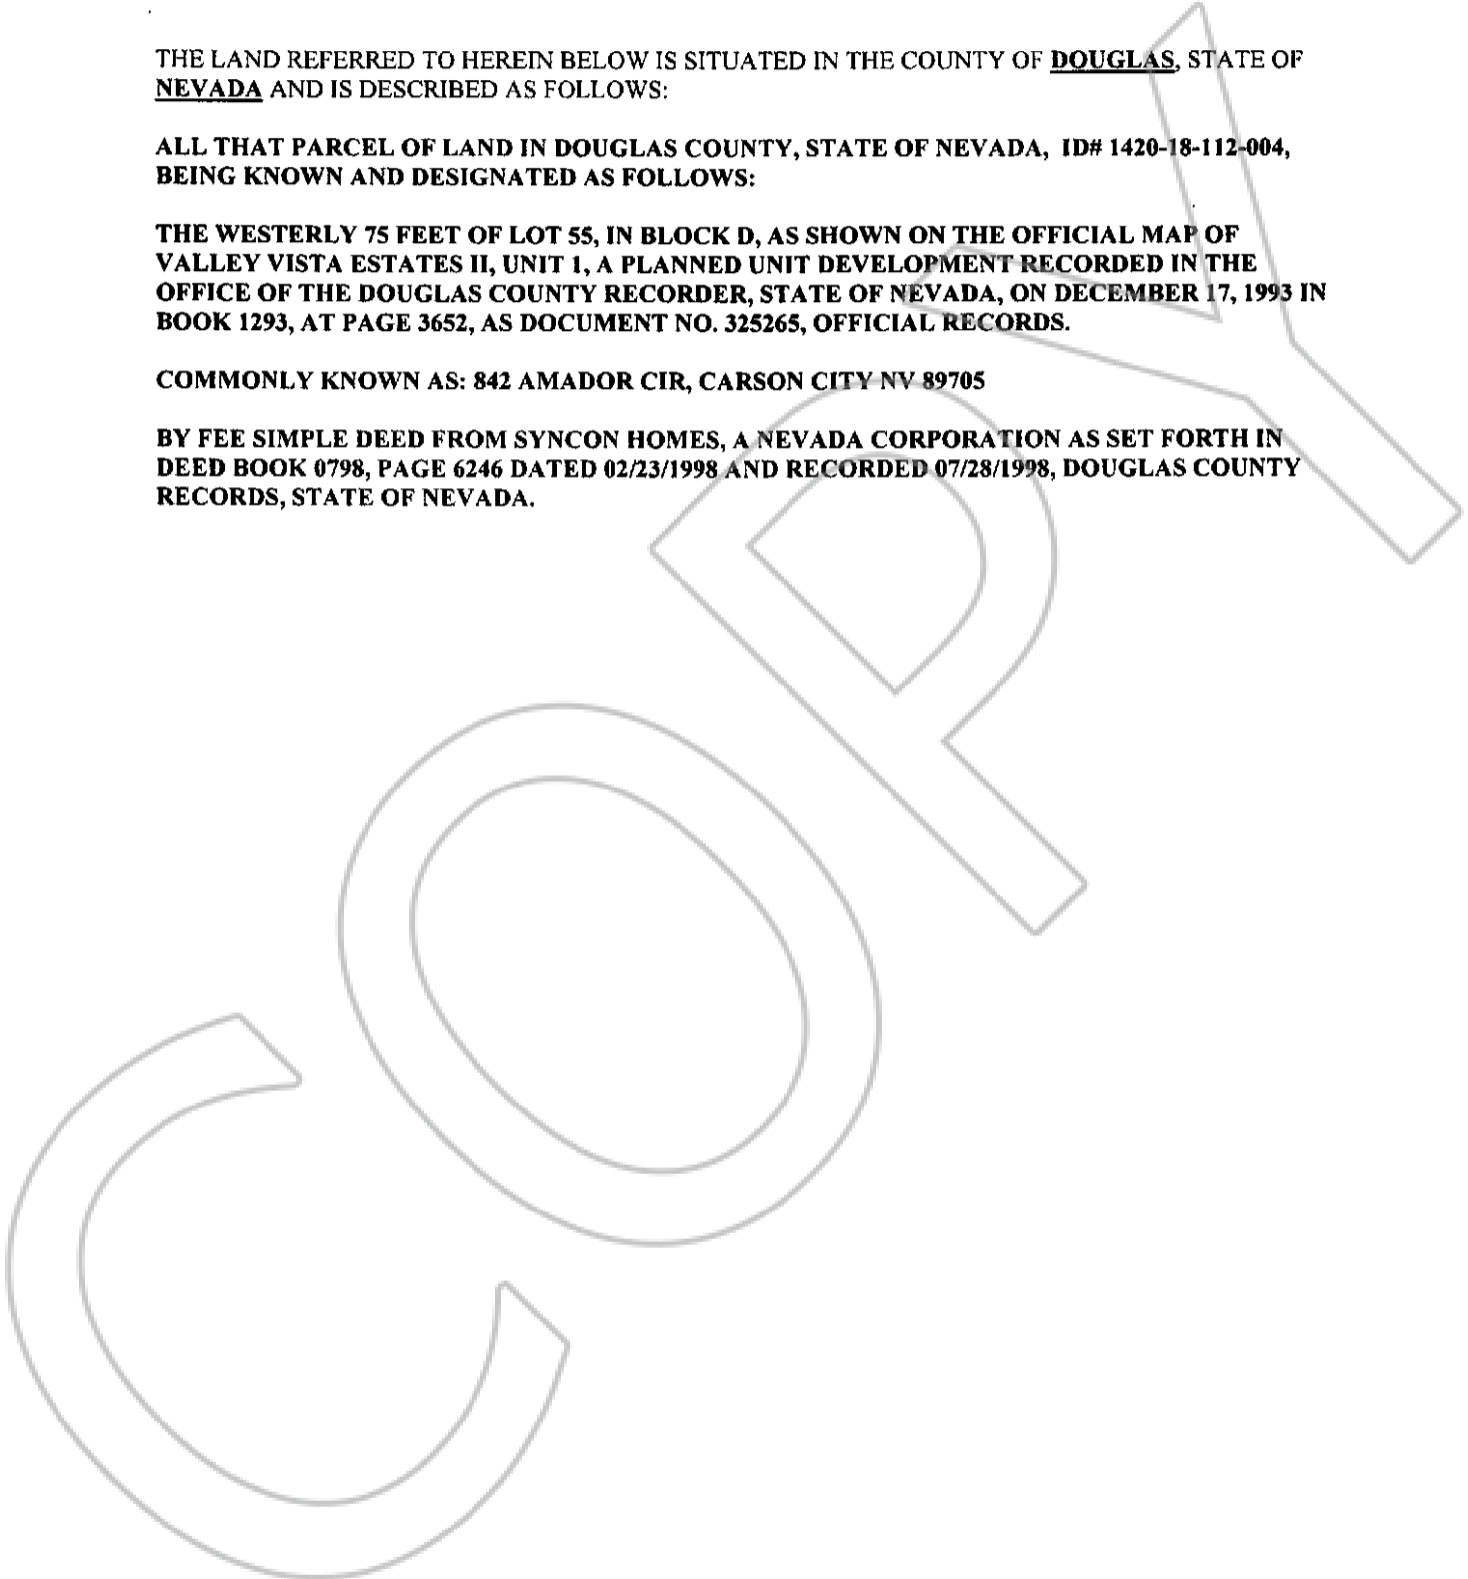 THE LAND REFERRED TO HEREIN BELOW IS SITUATED IN THE COUNTY OF DOUGLAS, STATE OF
NEVADA AND IS DESCRIBED AS FOLLOWS:
ALL THAT PARCEL OF LAND IN DOUGLAS COUNTY, STATE OF NEVADA, ID# 1420-18-112-004,
BEING KNOWN AND DESIGNATED AS FOLLOWS:
THE WESTERLY 75 FEET OF LOT 55, IN BLOCK D, AS SHOWN ON THE OFFICIAL MAP OF
VALLEY VISTA ESTATES II, UNIT 1, A PLANNED UNIT DEVELOPMENT RECORDED IN THE
OFFICE OF THE DOUGLAS COUNTY RECORDER, STATE OF NEVADA, ON DECEMBER 17, 1993 IN
BOOK 1293, AT PAGE 3652, AS DOCUMENT NO. 325265, OFFICIAL RECORDS.
COMMONLY KNOWN AS: 842 AMADOR CIR, CARSON CITY NV 89705
BY FEE SIMPLE DEED FROM SYNCON HOMES, A NEVADA CORPORATION AS SET FORTH IN
DEED BOOK 0798, PAGE 6246 DATED 02/23/1998 AND RECORDED 07/28/1998, DOUGLAS COUNTY
RECORDS, STATE OF NEVADA.
COPY